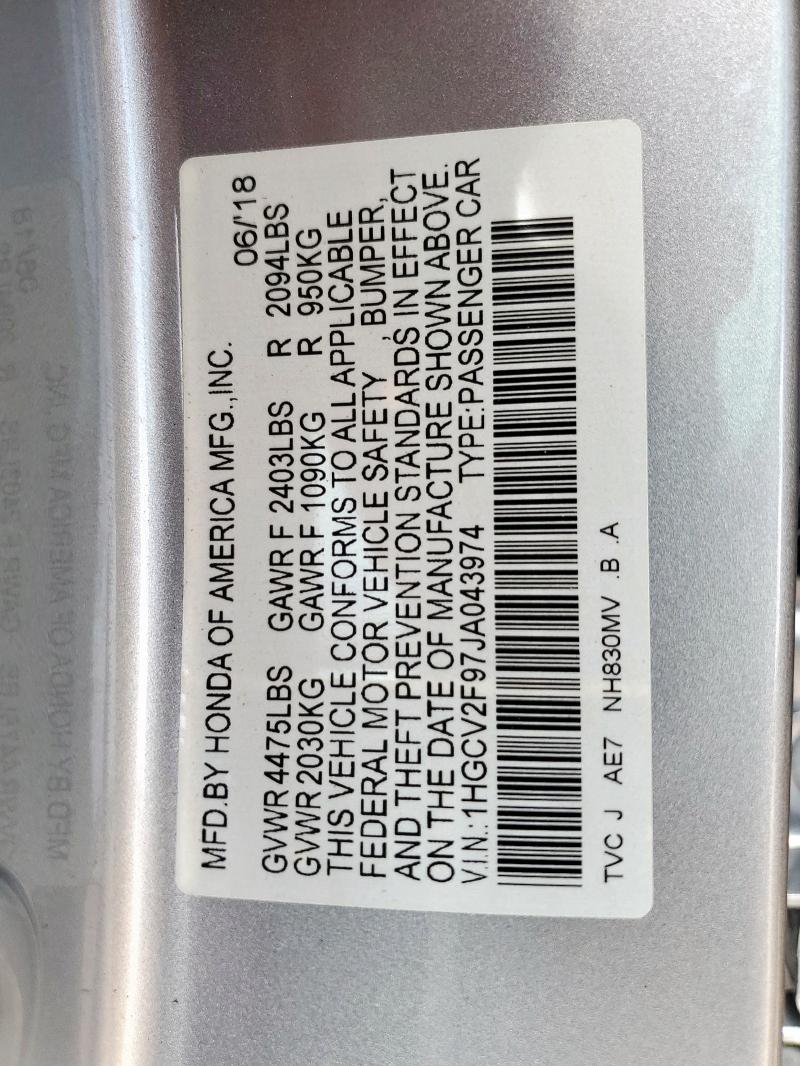 MFD.BY HONDA OF AMERICA MFG.,INC.
06/'18
GVWR 4475LBS GAWR F 2403LBS R 2094LBS
GVWR 2030KG GAWR F 1090KG R 950KG
THIS VEHICLE CONFORMS TO ALL APPLICABLE
FEDERAL MOTOR VEHICLE SAFETY , BUMPER,
AND THEFT PREVENTION STANDARDS IN EFFECT
ON THE DATE OF MANUFACTURE SHOWN ABOVE.
V.I.N.: 1HGCV2F97JA043974 TYPE:PASSENGER CAR
TVC J AE7 NH830MV .B .A